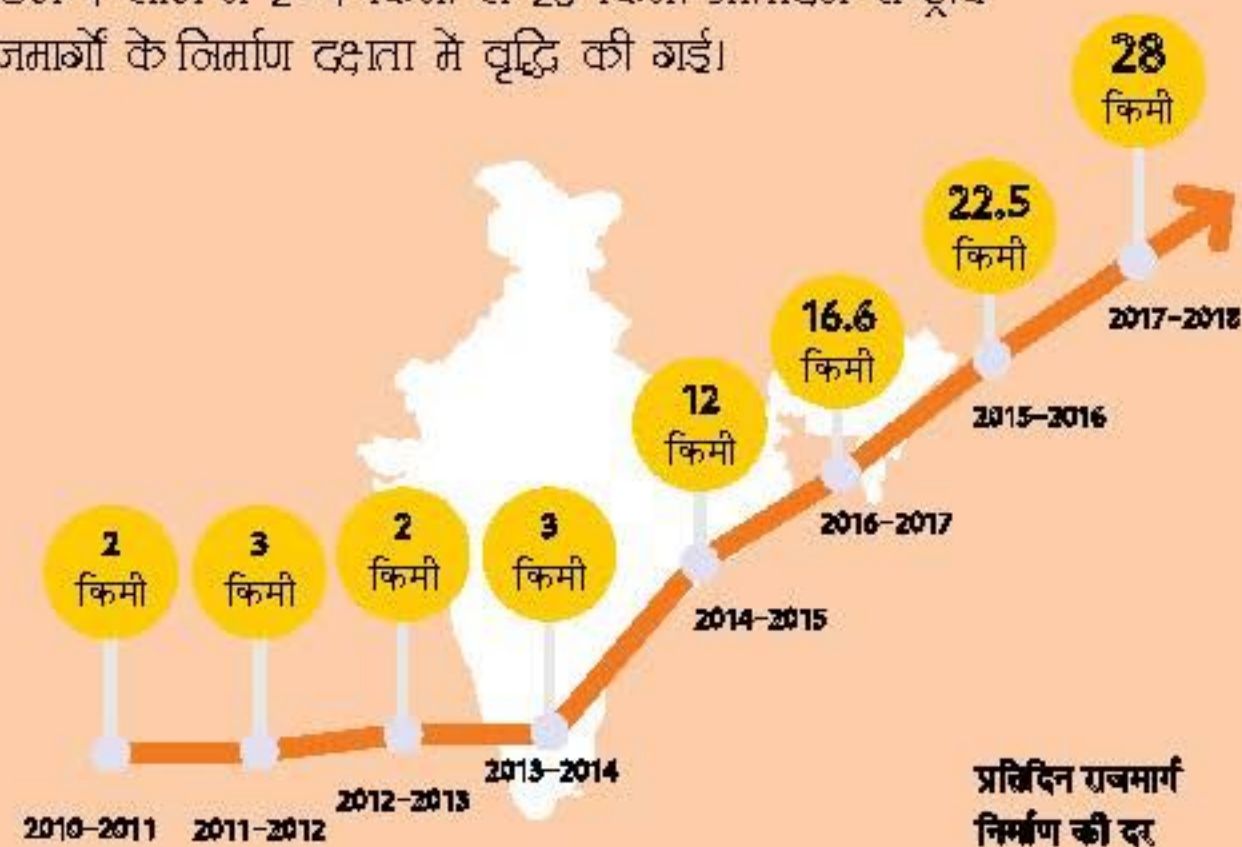 जमार्गों के निर्माण दक्षता में वृद्धि की गई।
28
किमी
22.5
किमी
16.6
किमी
12
किमी
2
किमी
3
किमी
2
किमी
3
किमी
2017-2018
2015-2016
2016-2017
2014-2015
2013-2014
2012-2013
2010-2011 2011-2012
प्रतिदिन राजमार्ग
निर्माण की दर